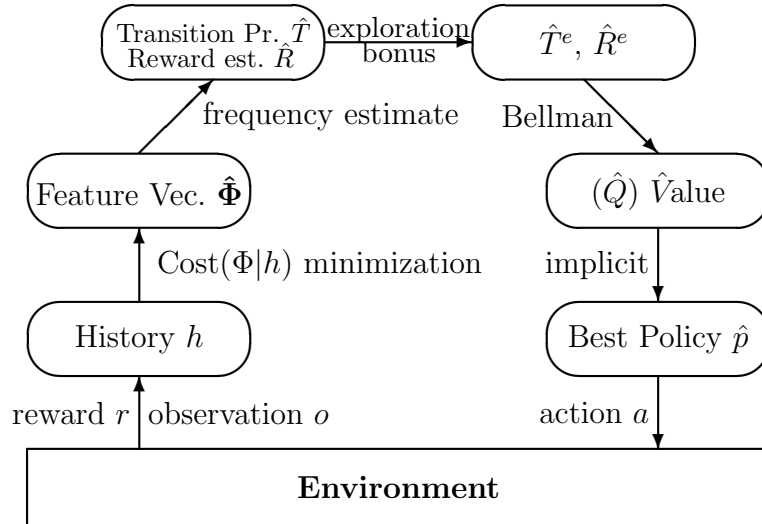 Transition Pr. T̂
Reward est. R̂
exploration
bonus
T̂ᵉ, R̂ᵉ
frequency estimate
Bellman
Feature Vec. Φ̂
(Q̂) V̂alue
Cost(Φ|h) minimization
implicit
History h
Best Policy p̂
reward r observation o
action a
Environment